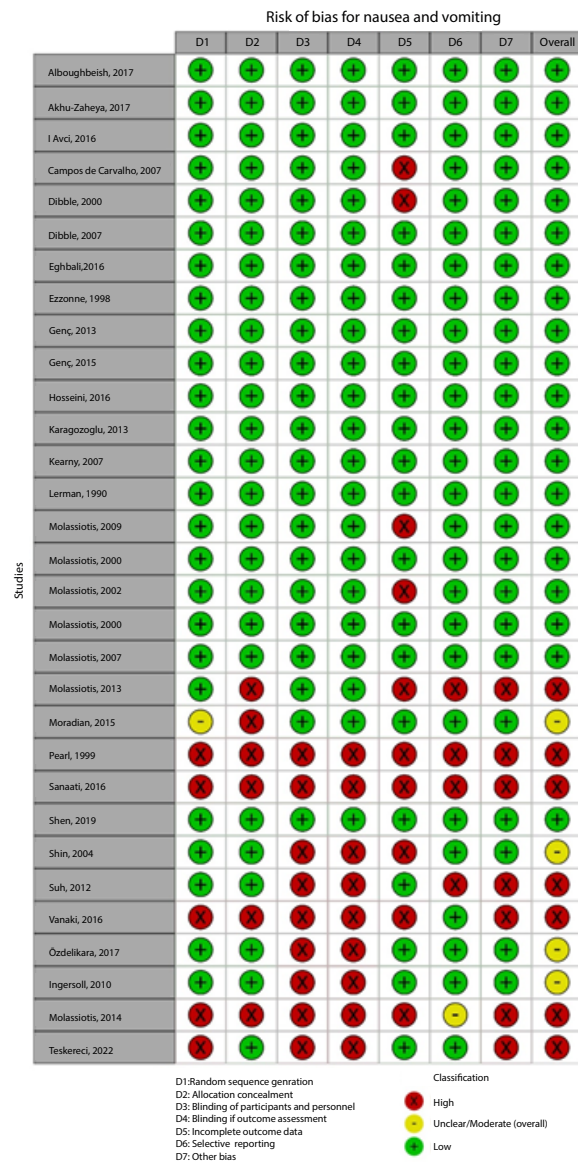 Risk of bias for nausea and vomiting
D1 D2 D3 D4 D5 D6 D7 Overall
Studies
Alboughbeish, 2017 + + + + + + + +
Akhu-Zaheya, 2017 + + + + + + + +
I Avci, 2016 + + + + + + + +
Campos de Carvalho, 2007 + + + + X + + +
Dibble, 2000 + + + + X + + +
Dibble, 2007 + + + + + + + +
Eghbali,2016 + + + + + + + +
Ezzonne, 1998 + + + + + + + +
Genç, 2013 + + + + + + + +
Genç, 2015 + + + + + + + +
Hosseini, 2016 + + + + + + + +
Karagozoglu, 2013 + + + + + + + +
Kearny, 2007 + + + + + + + +
Lerman, 1990 + + + + + + + +
Molassiotis, 2009 + + + + X + + +
Molassiotis, 2000 + + + + + + + +
Molassiotis, 2002 + + + + X + + +
Molassiotis, 2000 + + + + + + + +
Molassiotis, 2007 + + + + + + + +
Molassiotis, 2013 + X + + X X X X
Moradian, 2015 - X + + + + + -
Pearl, 1999 X X X X X X X X
Sanaati, 2016 X X X X X X X X
Shen, 2019 + + + + + + + +
Shin, 2004 + + X X X + + -
Suh, 2012 + + X X + X X X
Vanaki, 2016 X X X X X + X X
Özdelikara, 2017 + + X X + + + -
Ingersoll, 2010 + + X X + + + -
Molassiotis, 2014 X X X X X - X X
Teskereci, 2022 X + X X + + X X
D1:Random sequence genration
D2: Allocation concealment
D3: Blinding of participants and personnel
D4: Blinding if outcome assessment
D5: Incomplete outcome data
D6: Selective reporting
D7: Other bias
Classification
X High
- Unclear/Moderate (overall)
+ Low